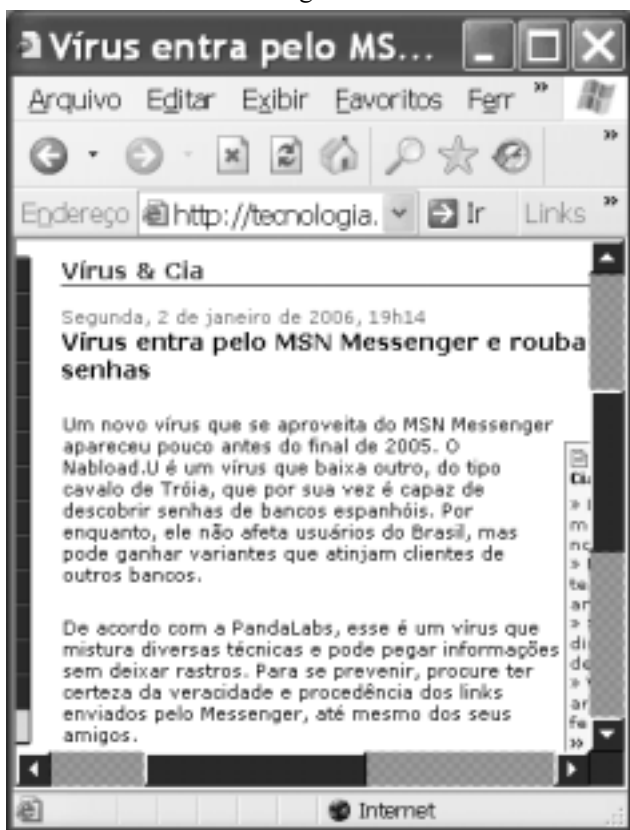 Vírus entra pelo MS...
Arquivo Editar Exibir Favoritos Ferr »
»
Endereço http://tecnologia. Ir Links »
Vírus & Cia
Segunda, 2 de janeiro de 2006, 19h14
Vírus entra pelo MSN Messenger e rouba
senhas
Um novo vírus que se aproveita do MSN Messenger
apareceu pouco antes do final de 2005. O
Nabload.U é um vírus que baixa outro, do tipo
cavalo de Tróia, que por sua vez é capaz de
descobrir senhas de bancos espanhóis. Por
enquanto, ele não afeta usuários do Brasil, mas
pode ganhar variantes que atinjam clientes de
outros bancos.
De acordo com a PandaLabs, esse é um vírus que
mistura diversas técnicas e pode pegar informações
sem deixar rastros. Para se prevenir, procure ter
certeza da veracidade e procedência dos links
enviados pelo Messenger, até mesmo dos seus
amigos.
Internet